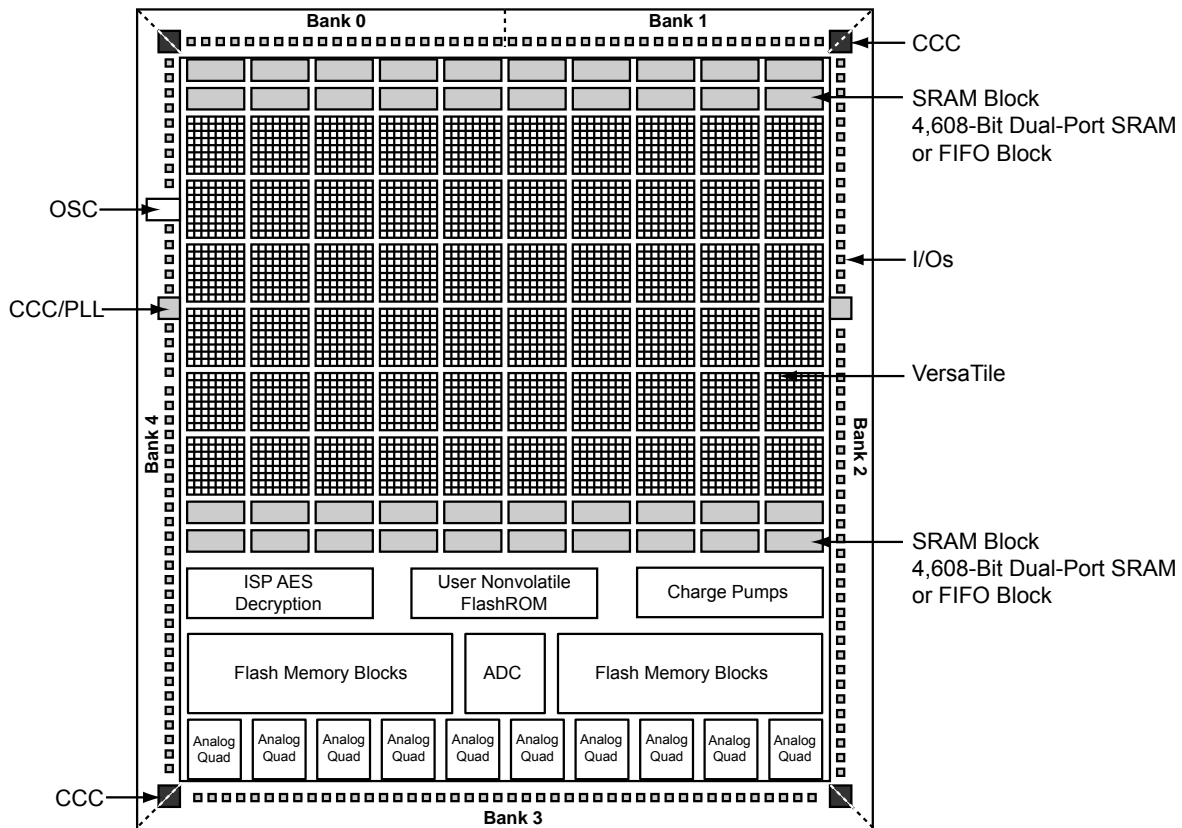 Bank 0
Bank 1
CCC
SRAM Block
4,608-Bit Dual-Port SRAM
or FIFO Block
OSC
I/Os
CCC/PLL
VersaTile
Bank 4
Bank 2
SRAM Block
4,608-Bit Dual-Port SRAM
or FIFO Block
ISP AES
Decryption
User Nonvolatile
FlashROM
Charge Pumps
Flash Memory Blocks
ADC
Flash Memory Blocks
Analog
Quad
Analog
Quad
Analog
Quad
Analog
Quad
Analog
Quad
Analog
Quad
Analog
Quad
Analog
Quad
Analog
Quad
Analog
Quad
CCC
Bank 3